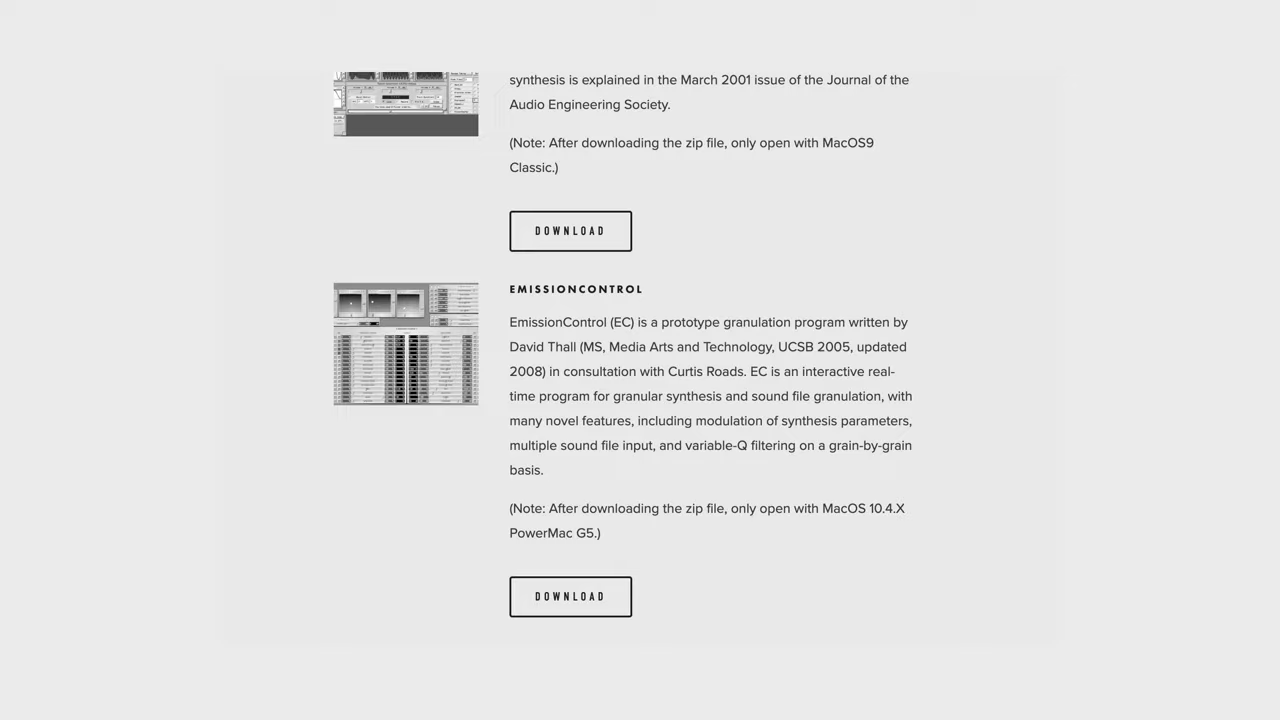 synthesis is explained in the March 2001 issue of the Journal of the
Audio Engineering Society.
(Note: After downloading the zip file, only open with MacOS9
Classic.)
DOWNLOAD
EMISSIONCONTROL
EmissionControl (EC) is a prototype granulation program written by
David Thall (MS, Media Arts and Technology, UCSB updated
2008) in consultation with Curtis Roads. EC is an interactive real-
time program for granular synthesis and sound file granulation, with
many novel features, including modulation of synthesis parameters,
multiple sound file input, and variable-Q filtering on a grain-by-grain
basis.
(Note: After downloading the zip file, only open with MacOS 10.4.X
PowerMac G5.)
DOWNLOAD